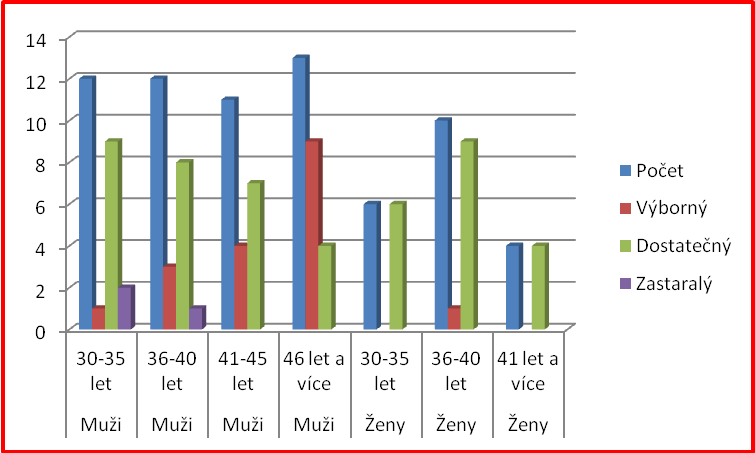 14
12
10
8
6
4
2
0
30-35 let
36-40 let
41-45 let
46 let a více
30-35 let
36-40 let
41 let a více
Muži
Muži
Muži
Muži
Ženy
Ženy
Ženy
Počet
Výborný
Dostatečný
Zastaralý